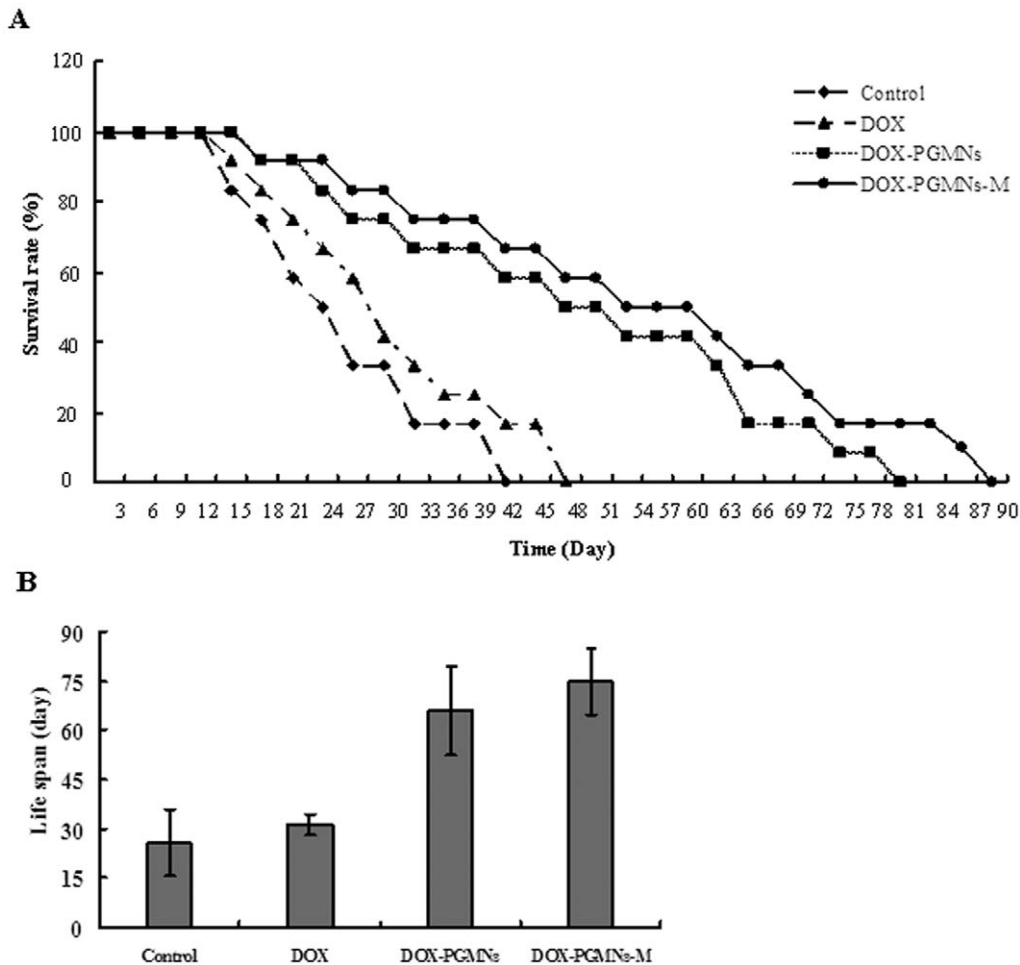 A
120
100
80
60
40
20
0
Survival rate (%)
Control
DOX
DOX-PGMNs
DOX-PGMNs-M
3 6 9 12 15 18 21 24 27 30 33 36 39 42 45 48 51 54 57 60 63 66 69 72 75 78 81 84 87 90
Time (Day)
B
90
75
60
45
30
15
0
Life span (day)
Control DOX DOX-PGMNs DOX-PGMNs-M